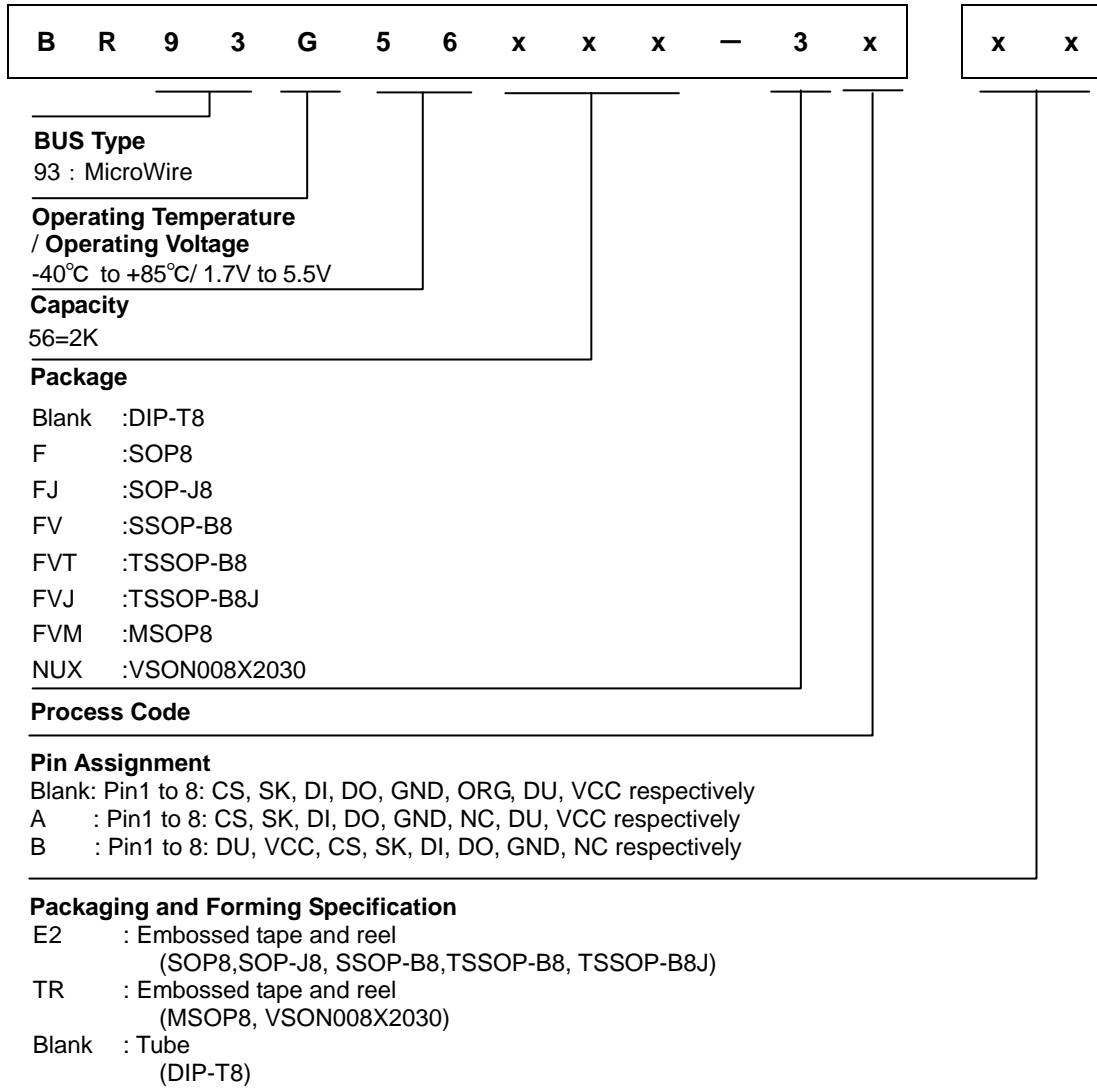 B R 9 3 G 5 6 x x x － 3 x x x
BUS Type
93 : MicroWire
Operating Temperature
/ Operating Voltage
-40℃ to +85℃/ 1.7V to 5.5V
Capacity
56=2K
Package
Blank :DIP-T8
F :SOP8
FJ :SOP-J8
FV :SSOP-B8
FVT :TSSOP-B8
FVJ :TSSOP-B8J
FVM :MSOP8
NUX :VSON008X2030
Process Code
Pin Assignment
Blank: Pin1 to 8: CS, SK, DI, DO, GND, ORG, DU, VCC respectively
A : Pin1 to 8: CS, SK, DI, DO, GND, NC, DU, VCC respectively
B : Pin1 to 8: DU, VCC, CS, SK, DI, DO, GND, NC respectively
Packaging and Forming Specification
E2 : Embossed tape and reel
(SOP8,SOP-J8, SSOP-B8,TSSOP-B8, TSSOP-B8J)
TR : Embossed tape and reel
(MSOP8, VSON008X2030)
Blank : Tube
(DIP-T8)